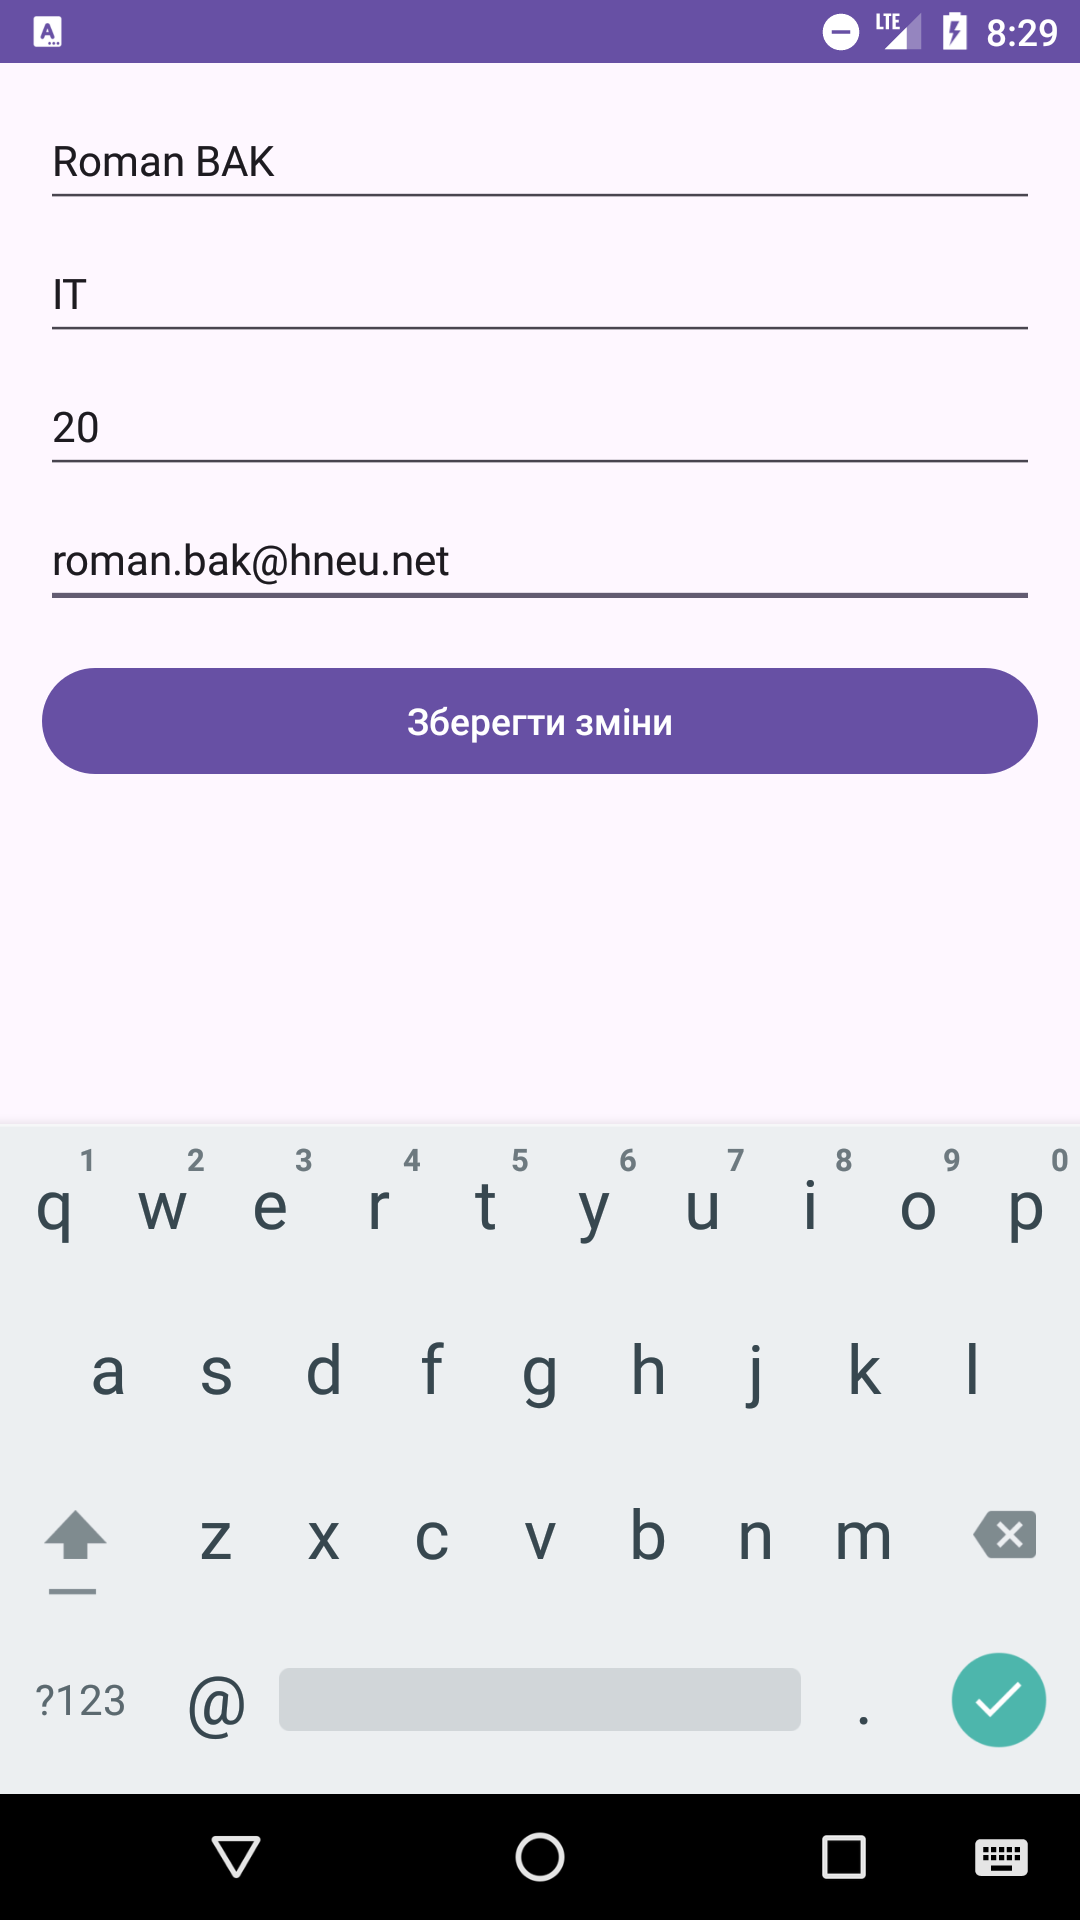 A
LTE 8:29
Roman BAK
IT
20
roman.bak@hneu.net
Зберегти зміни
1 2 3 4 5 6 7 8 9 0
q w e r t y u i o p
a s d f g h j k l
z x c v b n m
?123 @ .